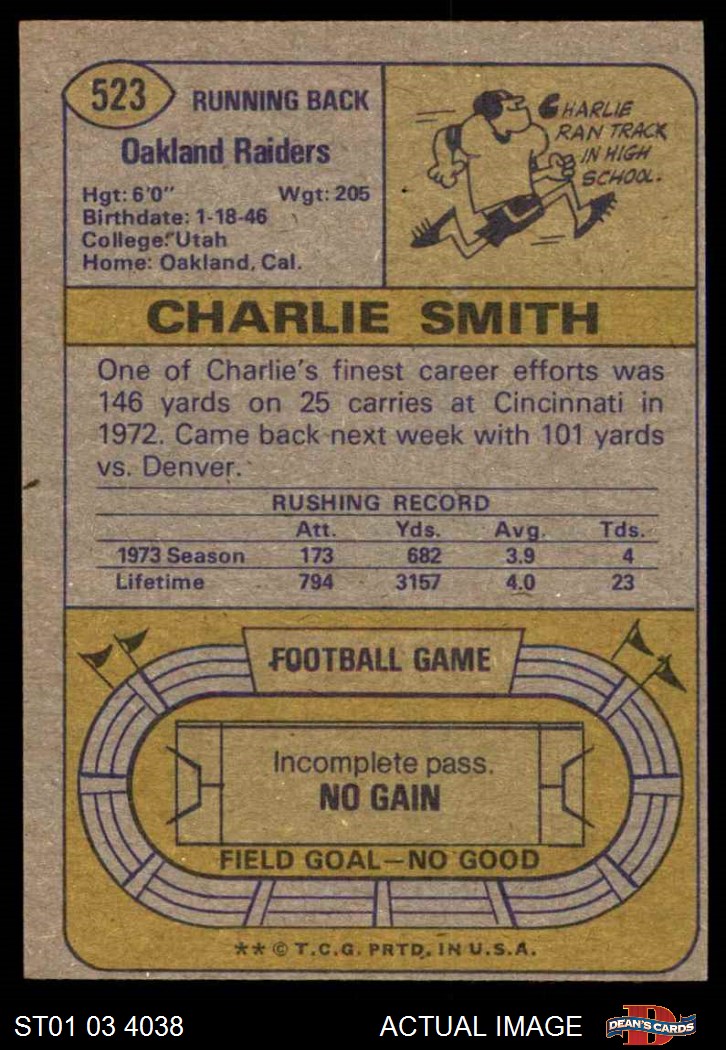 523
RUNNING BACK
Oakland Raiders
Hgt: 6'0" Wgt: 205
Birthdate: 1-18-46
College: Utah
Home: Oakland, Cal.
CHARLIE
RAN TRACK
IN HIGH
SCHOOL.
CHARLIE SMITH
One of Charlie's finest career efforts was
146 yards on 25 carries at Cincinnati in
1972. Came back next week with 101 yards
vs. Denver.
RUSHING RECORD
Att. Yds. Avg. Tds.
1973 Season 173 682 3.9 4
Lifetime 794 3157 4.0 23
FOOTBALL GAME
Incomplete pass.
NO GAIN
FIELD GOAL—NO GOOD
** © T.C.G. PRTD. IN U.S.A.
ST01 03 4038 ACTUAL IMAGE
D
DEAN'S CARDS